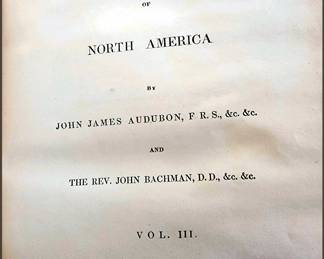 OF
NORTH AMERICA
BY
JOHN JAMES AUDUBON, F R S., &c. &c.
AND
THE REV. JOHN BACHMAN, D.D., &c. &c.
VOL. III.